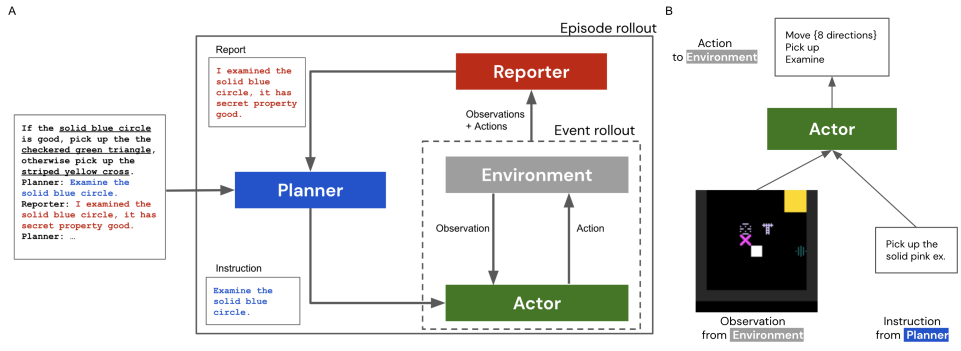 A
Episode rollout
Report
I examined the
solid blue
circle, it has
secret property
good.
Reporter
Observations
+ Actions
Event rollout
If the solid blue circle
is good, pick up the the
checkered green triangle,
otherwise pick up the
striped yellow cross.
Planner: Examine the
solid blue circle.
Reporter: I examined the
solid blue circle, it has
secret property good.
Planner: …
Planner
Environment
Observation
Action
Instruction
Examine the
solid blue
circle.
Actor
B
Action
to Environment
Move {8 directions}
Pick up
Examine
Actor
Pick up the
solid pink ex.
Observation
from Environment
Instruction
from Planner